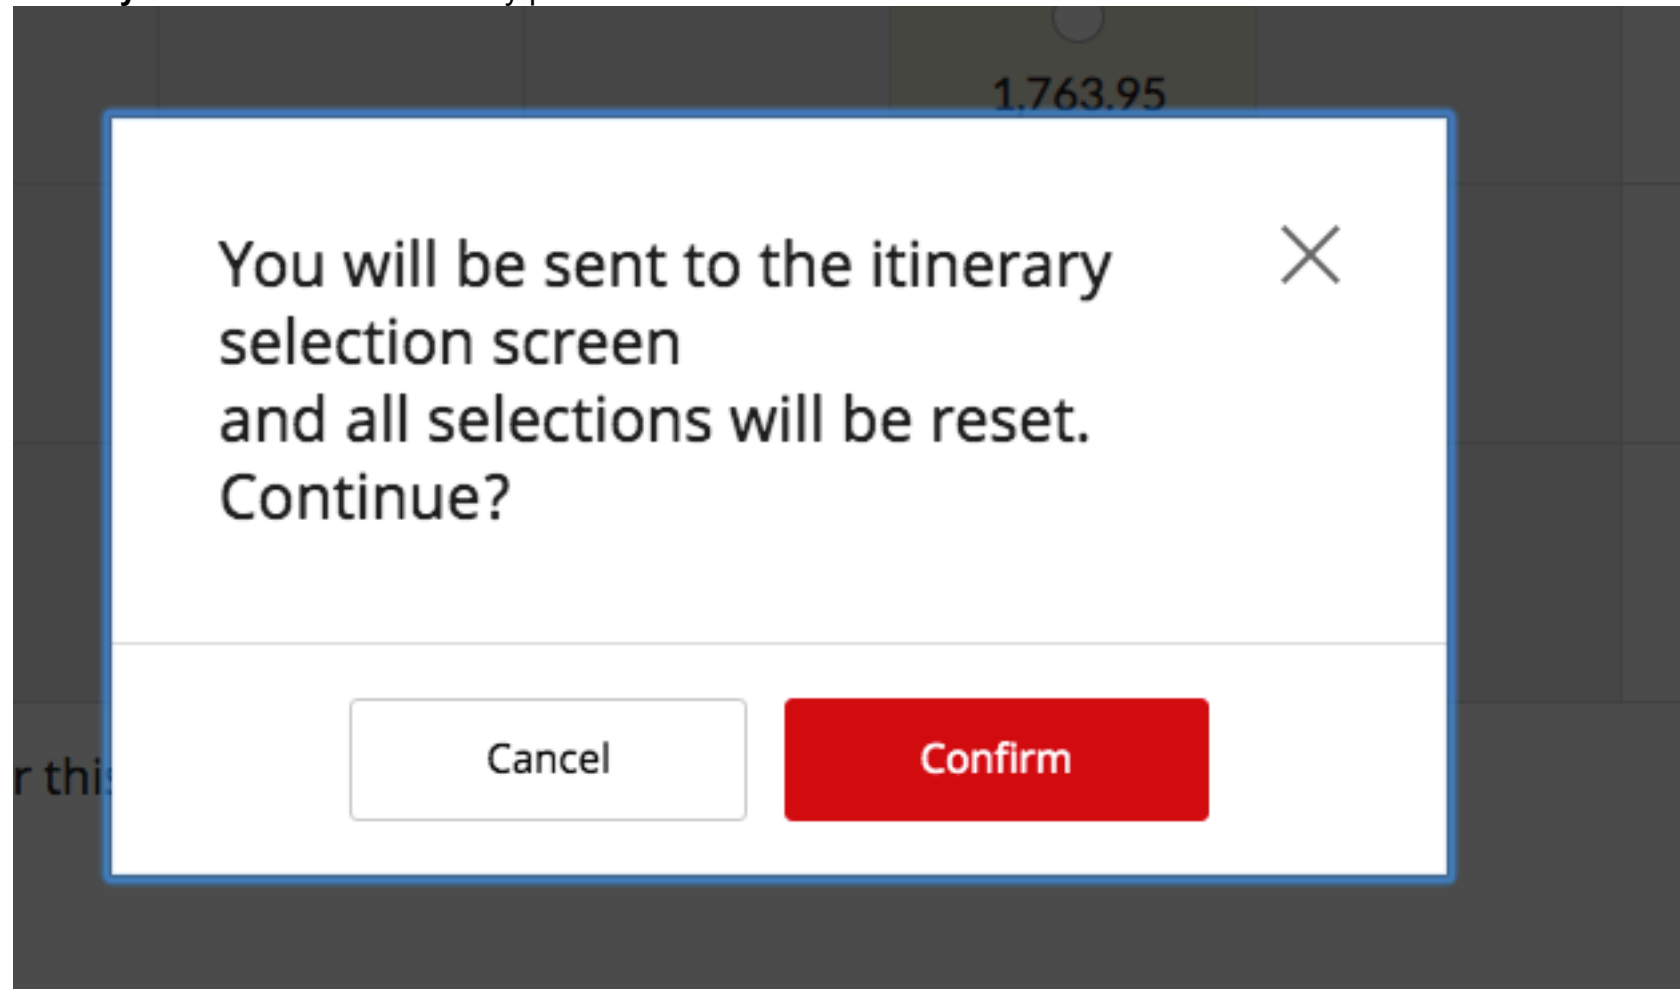 1,763.95
You will be sent to the itinerary
selection screen
and all selections will be reset.
Continue?
Cancel
Confirm